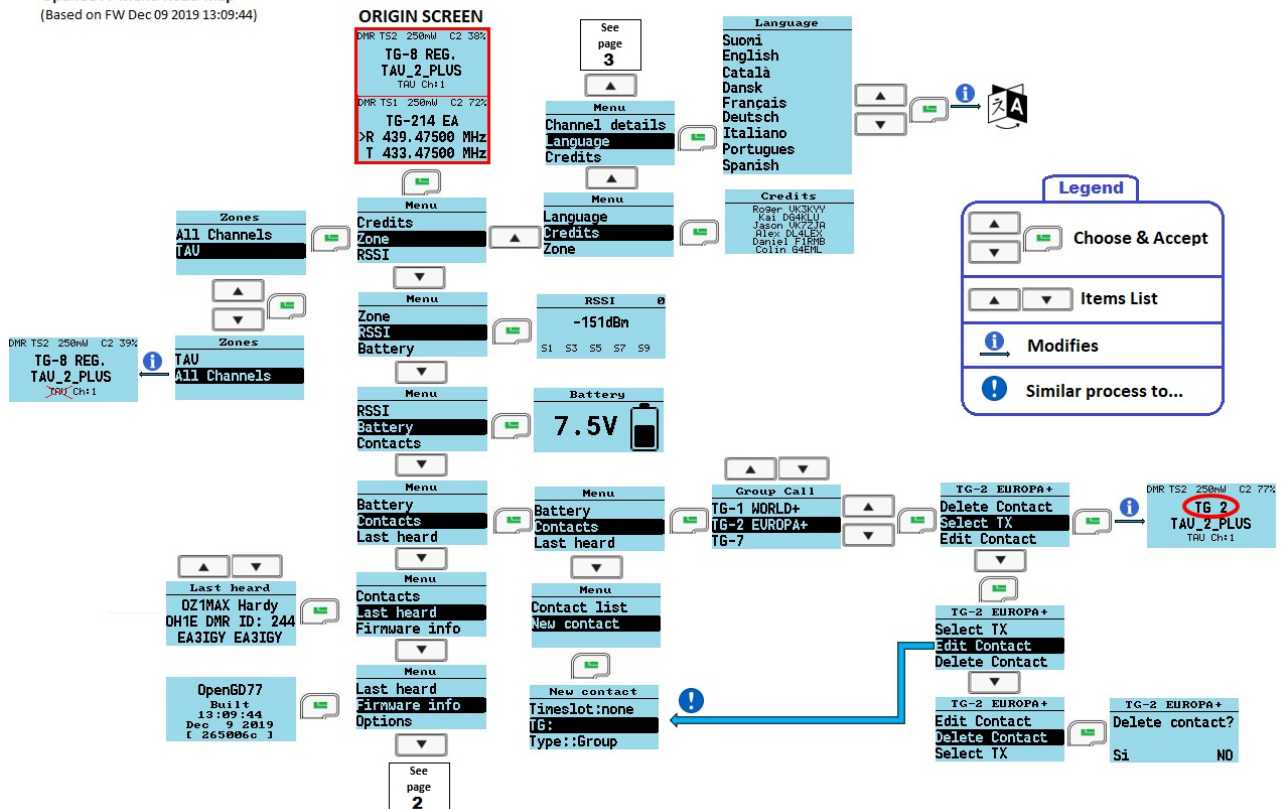 (Based on FW Dec 09 2019 13:09:44)
ORIGIN SCREEN
DMR TS2 250mW C2 38%
TG-8 REG.
TAU_2_PLUS
TAU Ch:1
DMR TS1 250mW C2 72%
TG-214 EA
>R 439.47500 MHz
T 433.47500 MHz
See
page
3
Menu
Channel details
Language
Credits
Language
Suomi
English
Català
Dansk
Français
Deutsch
Italiano
Portugues
Spanish
Menu
Language
Credits
Zone
Credits
Roger VK3KYY
Kai DG4KLU
Jason VK7ZJA
Alex DL4LEX
Daniel F1RMB
Colin G4EML
Legend
Choose & Accept
Items List
Modifies
Similar process to...
Zones
All Channels
TAU
Menu
Credits
Zone
RSSI
Zones
TAU
All Channels
DMR TS2 250mW C2 39%
TG-8 REG.
TAU_2_PLUS
TAU Ch:1
Menu
Zone
RSSI
Battery
RSSI 0
-151dBm
S1 S3 S5 S7 S9
Menu
RSSI
Battery
Contacts
Battery
7.5V
Menu
Battery
Contacts
Last heard
Menu
Battery
Contacts
Last heard
Group Call
TG-1 WORLD+
TG-2 EUROPA+
TG-7
TG-2 EUROPA+
Delete Contact
Select TX
Edit Contact
DMR TS2 250mW C2 77%
TG 2
TAU_2_PLUS
TAU Ch:1
Last heard
OZ1MAX Hardy
OH1E DMR ID: 244
EA3IGY EA3IGY
Menu
Contacts
Last heard
Firmware info
Menu
Contact list
New contact
TG-2 EUROPA+
Select TX
Edit Contact
Delete Contact
OpenGD77
Built
13:09:44
Dec 9 2019
[ 265006c ]
Menu
Last heard
Firmware info
Options
New contact
Timeslot:none
TG:
Type::Group
TG-2 EUROPA+
Edit Contact
Delete Contact
Select TX
TG-2 EUROPA+
Delete contact?
Si NO
See
page
2